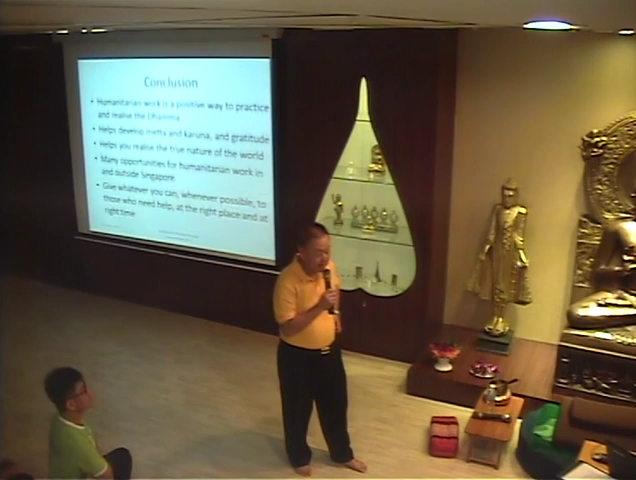 Conclusion
• Humanitarian work is a positive way to practice
and realise the Dhamma
• Helps develop metta and karuna, and gratitude
• Helps you realise the true nature of the world
• Many opportunities for humanitarian work in
and outside Singapore
• Give whatever you can, whenever possible, to
those who need help, at the right place and at
right time